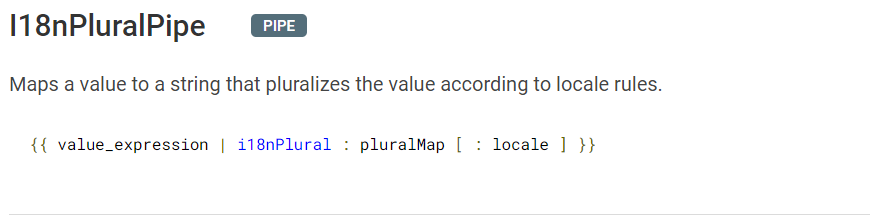 I18nPluralPipe PIPE
Maps a value to a string that pluralizes the value according to locale rules.
{{ value_expression | i18nPlural : pluralMap [ : locale ] }}